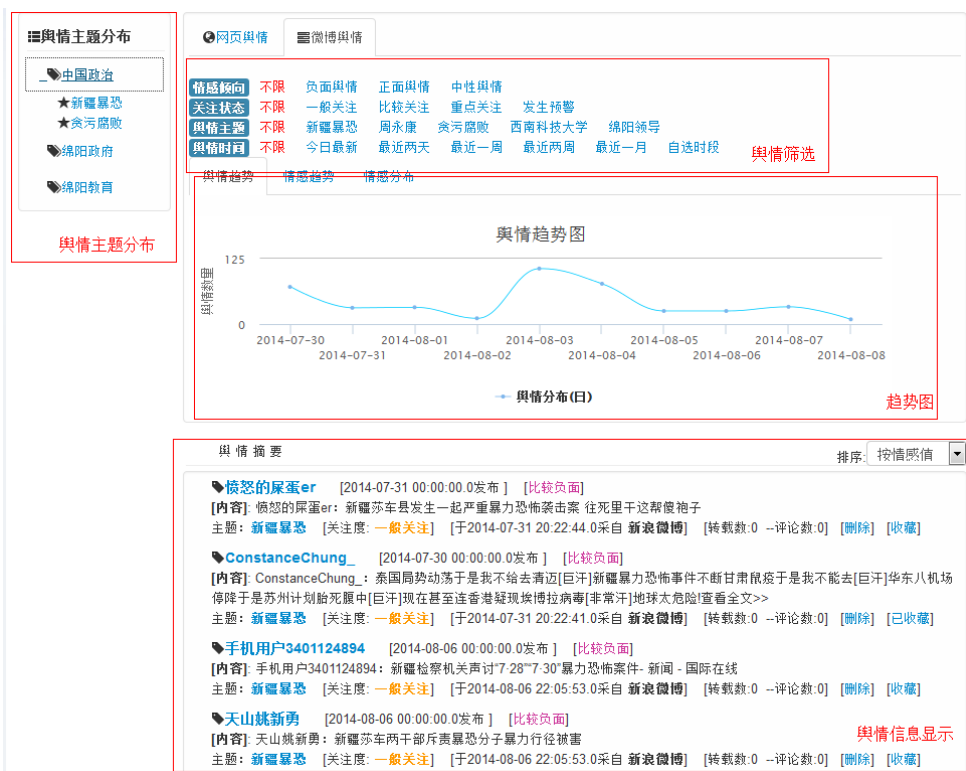 舆情主题分布
中国政治
★新疆暴恐
★贪污腐败
绵阳政府
绵阳教育
舆情主题分布
网页舆情 微博舆情
情感倾向 不限 负面舆情 正面舆情 中性舆情
关注状态 不限 一般关注 比较关注 重点关注 发生预警
舆情主题 不限 新疆暴恐 周永康 贪污腐败 西南科技大学 绵阳领导
舆情时间 不限 今日最新 最近两天 最近一周 最近两周 最近一月 自选时段
舆情筛选
舆情趋势 情感趋势 情感分布
舆情趋势图
舆情数里
125
0
2014-07-30 2014-08-01 2014-08-03 2014-08-05 2014-08-07
2014-07-31 2014-08-02 2014-08-04 2014-08-06 2014-08-08
舆情分布(日)
趋势图
舆 情 摘 要
排序: 按情感值
愤怒的屎蛋er [2014-07-31 00:00:00.0发布 ] [比较负面]
[内容]: 愤怒的屎蛋er：新疆莎车县发生一起严重暴力恐怖袭击案 往死里干这帮傻袍子
主题：新疆暴恐 [关注度: 一般关注] [于2014-07-31 20:22:44.0采自 新浪微博] [转载数:0 --评论数:0] [删除] [收藏]
ConstanceChung_ [2014-07-30 00:00:00.0发布 ] [比较负面]
[内容]: ConstanceChung_：泰国局势动荡于是我不给去清迈[巨汗]新疆暴力恐怖事件不断甘肃鼠疫于是我不能去[巨汗]华东八机场
停降于是苏州计划胎死腹中[巨汗]现在甚至连香港疑现埃博拉病毒[非常汗]地球太危险!查看全文>>
主题：新疆暴恐 [关注度: 一般关注] [于2014-07-31 20:22:41.0采自 新浪微博] [转载数:0 --评论数:0] [删除] [已收藏]
手机用户3401124894 [2014-08-06 00:00:00.0发布 ] [比较负面]
[内容]: 手机用户3401124894：新疆检察机关声讨“7·28”“7·30”暴力恐怖案件- 新闻 - 国际在线
主题：新疆暴恐 [关注度: 一般关注] [于2014-08-06 22:05:53.0采自 新浪微博] [转载数:0 --评论数:0] [删除] [收藏]
天山姚新勇 [2014-08-06 00:00:00.0发布 ] [比较负面]
[内容]: 天山姚新勇：新疆莎车两干部斥责暴恐分子暴力行径被害
主题：新疆暴恐 [关注度: 一般关注] [于2014-08-06 22:05:53.0采自 新浪微博] [转载数:0 --评论数:0] [删除] [收藏]
舆情信息显示